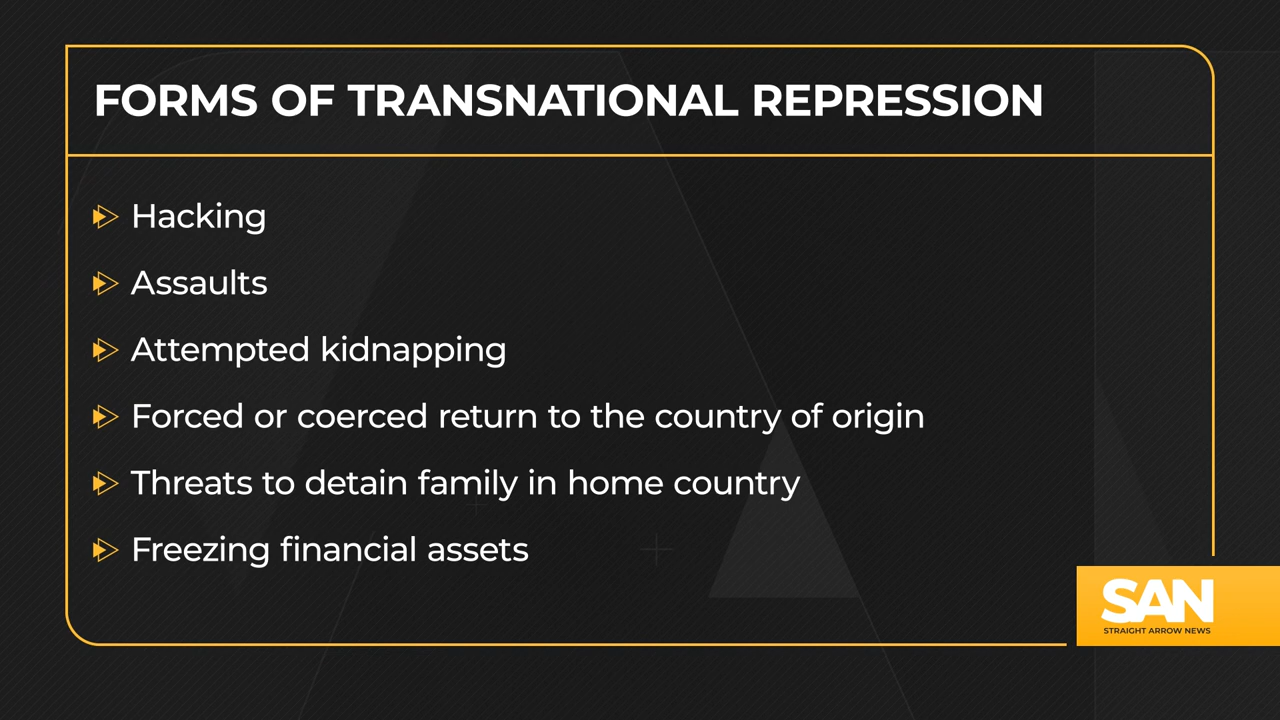 FORMS OF TRANSNATIONAL REPRESSION
Hacking
Assaults
Attempted kidnapping
Forced or coerced return to the country of origin
Threats to detain family in home country
Freezing financial assets
SAN
STRAIGHT ARROW NEWS